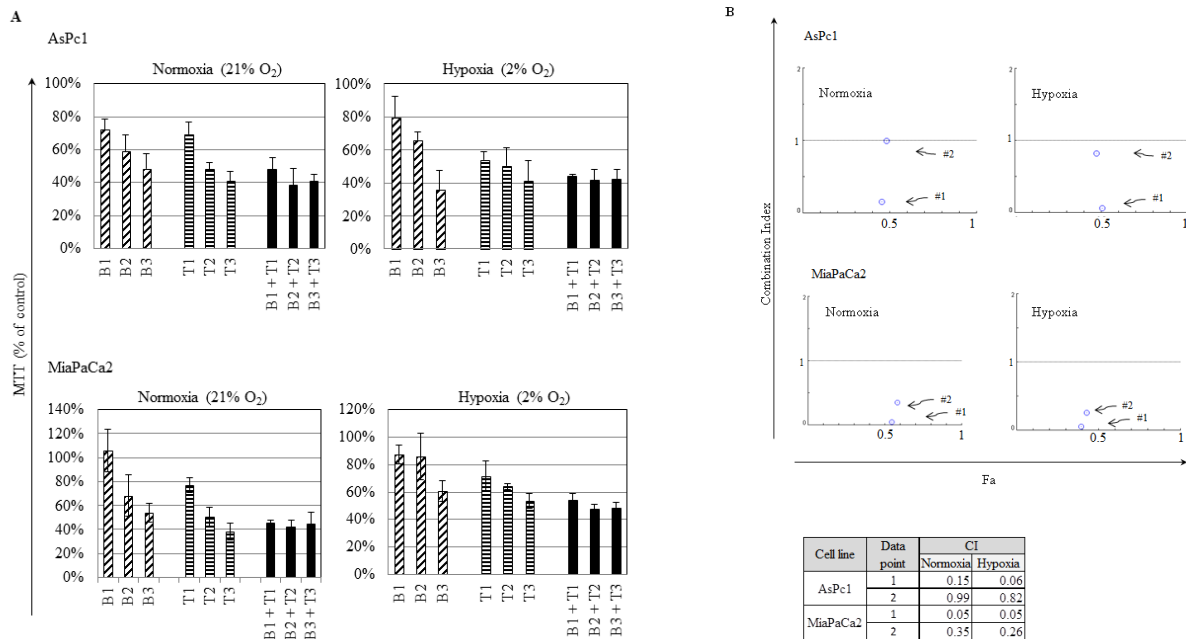 A
AsPc1
MTT (% of control)
Normoxia (21% O₂)
100%
80%
60%
40%
20%
0%
B1
B2
B3
T1
T2
T3
B1 + T1
B2 + T2
B3 + T3
Hypoxia (2% O₂)
100%
80%
60%
40%
20%
0%
B1
B2
B3
T1
T2
T3
B1 + T1
B2 + T2
B3 + T3
MiaPaCa2
Normoxia (21% O₂)
140%
120%
100%
80%
60%
40%
20%
0%
B1
B2
B3
T1
T2
T3
B1 + T1
B2 + T2
B3 + T3
Hypoxia (2% O₂)
120%
100%
80%
60%
40%
20%
0%
B1
B2
B3
T1
T2
T3
B1 + T1
B2 + T2
B3 + T3
B
Combination Index
AsPc1
2
Normoxia
1
#2
#1
0
0.5
1
2
Hypoxia
1
#2
#1
0
0.5
1
MiaPaCa2
2
Normoxia
1
#2
#1
0
0.5
1
2
Hypoxia
1
#2
#1
0
0.5
1
Fa
Cell line Data point CI
Normoxia Hypoxia
AsPc1 1 0.15 0.06
2 0.99 0.82
MiaPaCa2 1 0.05 0.05
2 0.35 0.26